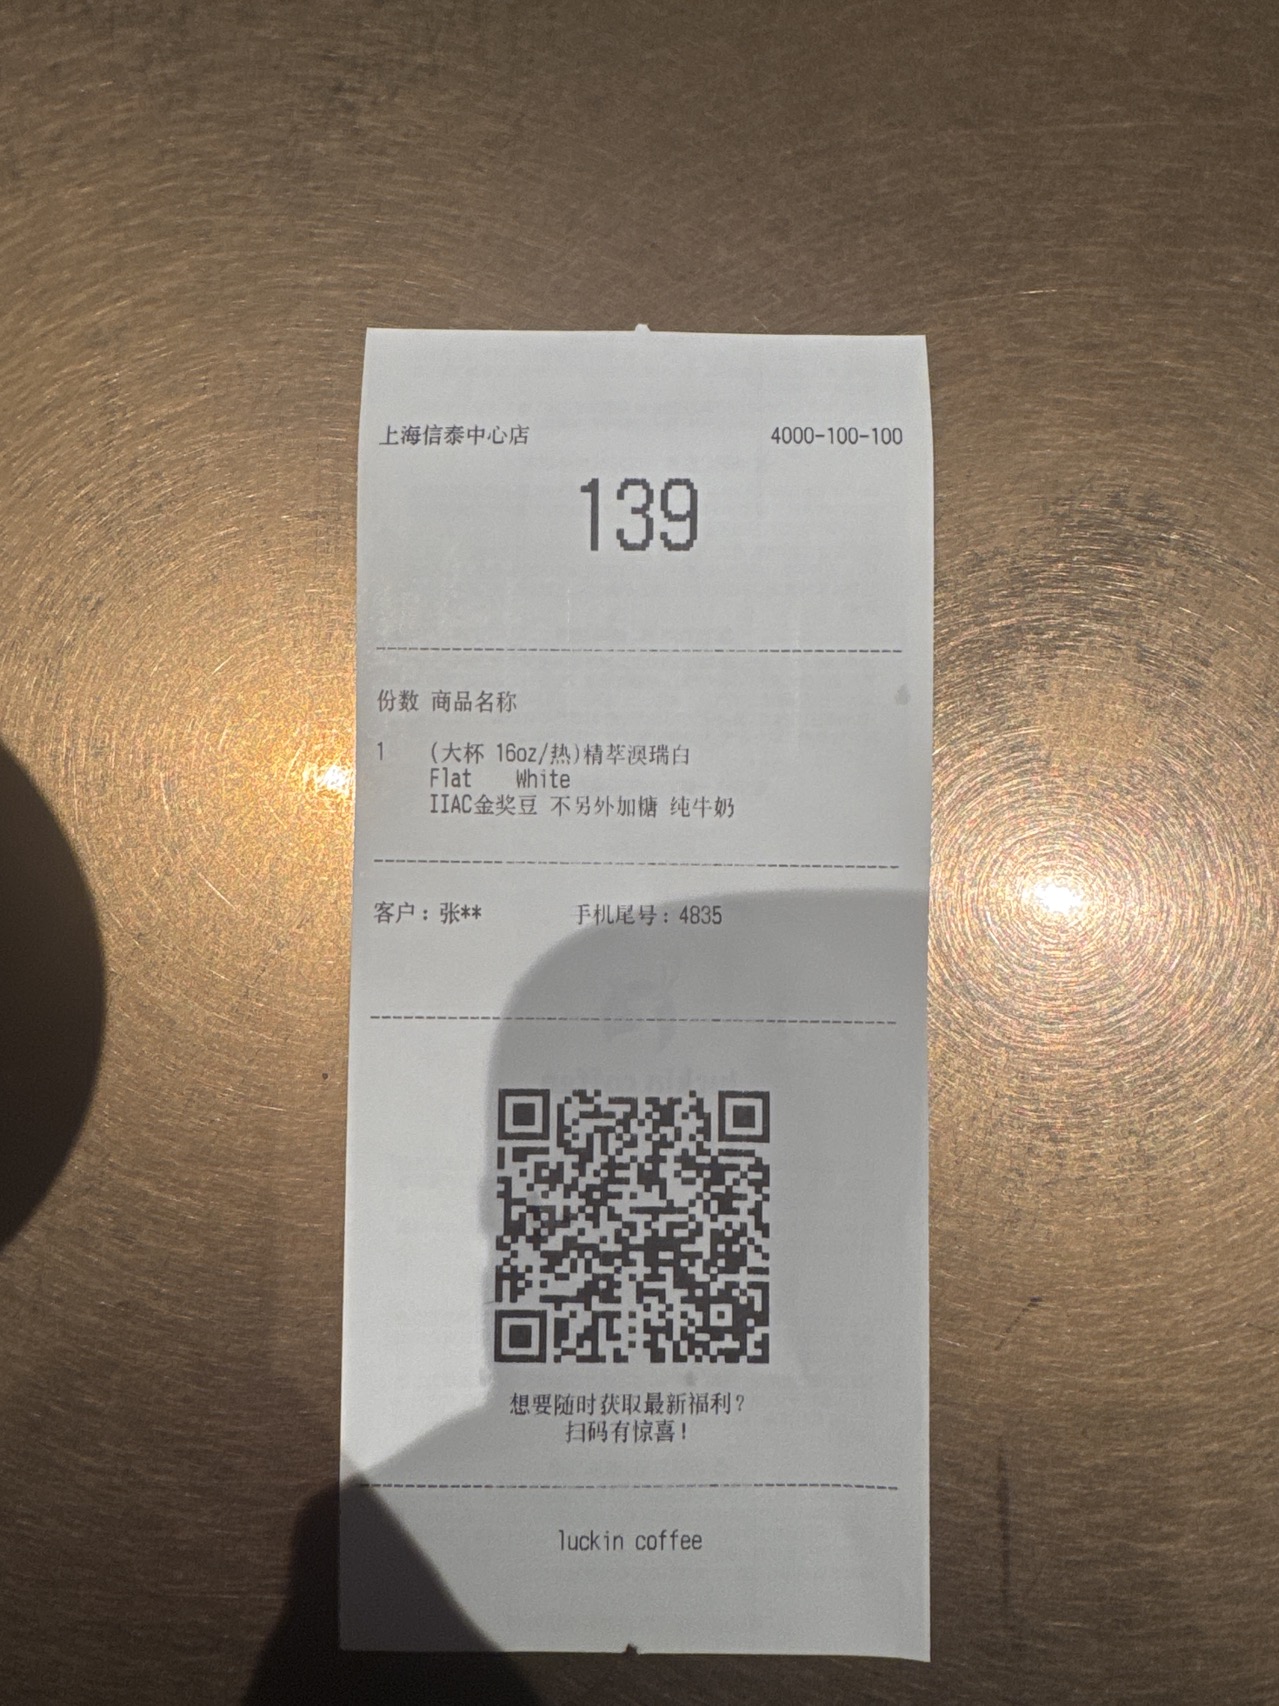 上海信泰中心店 4000-100-100
139
份数 商品名称
1 (大杯 16oz/热)精萃澳瑞白
Flat White
IIAC金奖豆 不另外加糖 纯牛奶
客户: 张** 手机尾号: 4835
想要随时获取最新福利?
扫码有惊喜!
luckin coffee